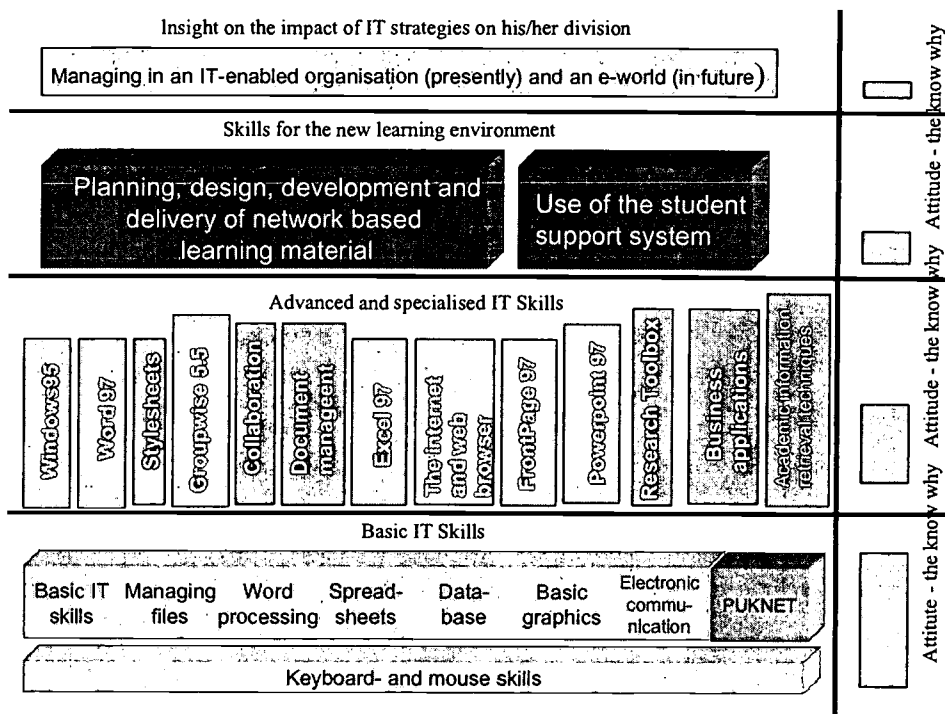 Insight on the impact of IT strategies on his/her division
Managing in an IT-enabled organisation (presently) and an e-world (in future)
Skills for the new learning environment
Planning, design, development and
delivery of network based
learning material
Use of the student
support system
Advanced and specialised IT Skills
Windows95
Word 97
Stylesheets
Groupwise 5.5
Collaboration
Document
manageent
Excel 97
The internet
and web
browser
FrontPage 97
Powerpoint 97
Research Toolbox
Business
applications
Academic information
retrieval techniques
Basic IT Skills
Basic IT
skills
Managing
files
Word
processing
Spread-
sheets
Data-
base
Basic
graphics
Electronic
commu-
nication
PUKNET
Keyboard- and mouse skills
Attitude - the know why
Attitude - the know why
Attitute - the know why